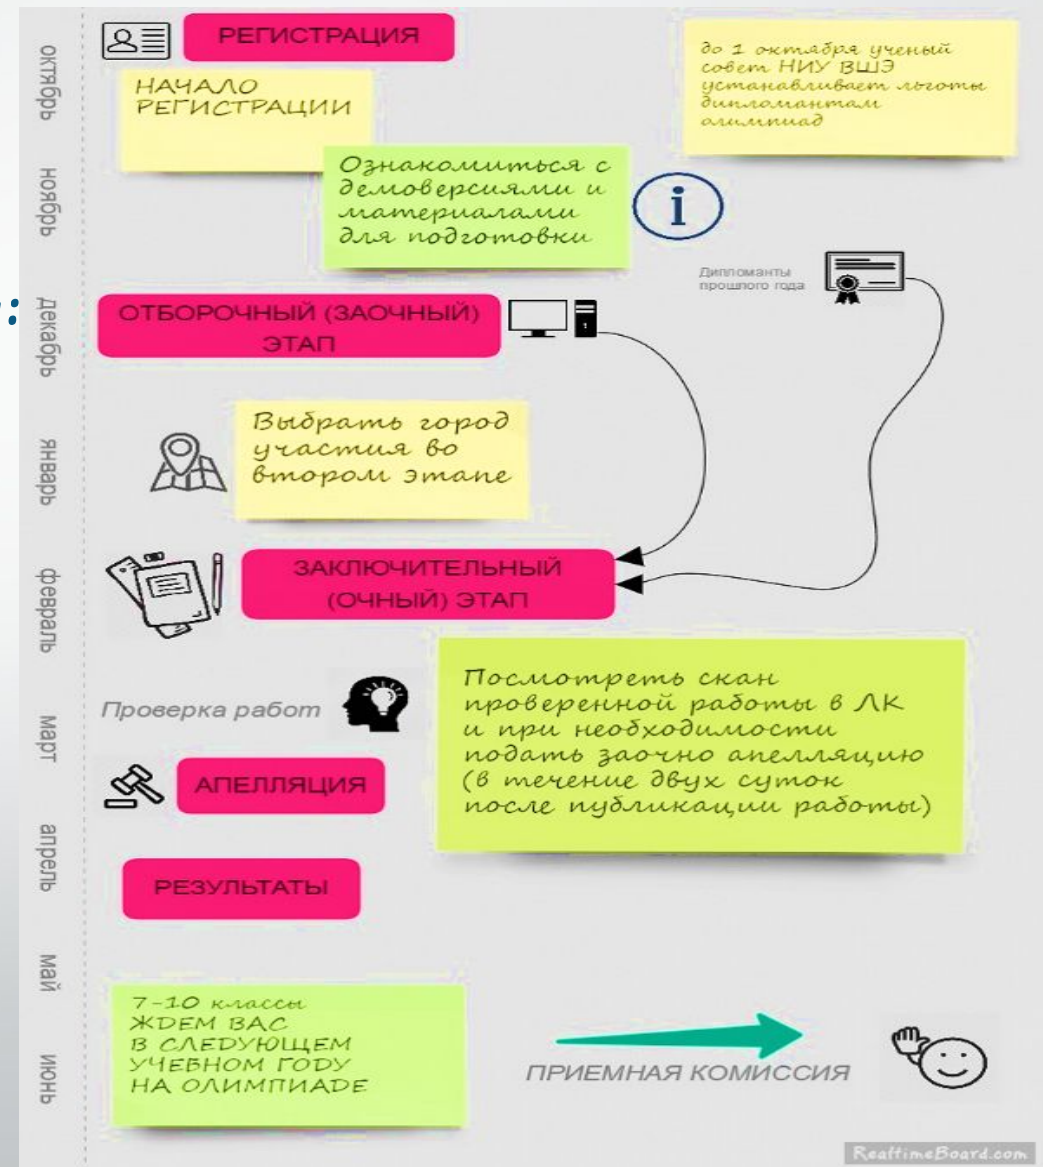 октябрь
РЕГИСТРАЦИЯ
НАЧАЛО
РЕГИСТРАЦИИ
до 1 октября ученый
совет НИУ ВШЭ
устанавливает льготы
дипломантам
олимпиад
ноябрь
Ознакомиться с
демоверсиями и
материалами
для подготовки
i
Дипломанты
прошлого года
:
декабрь
ОТБОРОЧНЫЙ (ЗАОЧНЫЙ)
ЭТАП
январь
Выбрать город
участия во
втором этапе
февраль
ЗАКЛЮЧИТЕЛЬНЫЙ
(ОЧНЫЙ) ЭТАП
март
Проверка работ
Посмотреть скан
проверенной работы в ЛК
и при необходимости
подать заочно апелляцию
(в течение двух суток
после публикации работы)
АПЕЛЛЯЦИЯ
апрель
РЕЗУЛЬТАТЫ
май
7-10 классы
ЖДЕМ ВАС
В СЛЕДУЮЩЕМ
УЧЕБНОМ ГОДУ
НА ОЛИМПИАДЕ
июнь
ПРИЕМНАЯ КОМИССИЯ
RealtimeBoard.com